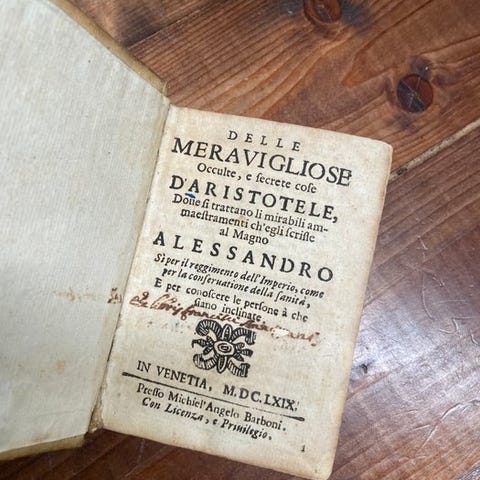 DELLE
MERAVIGLIOSE
Occulte, e secrete cose
D'ARISTOTELE,
Doue si trattano li mirabili am-
maestramenti ch'egli scrisse
al Magno
ALESSANDRO
Sì per il reggimento dell'Imperio, come
per la conseruatione della sanità,
E per conoscere le persone à che
siano inclinate
IN VENETIA, M.DC.LXIX.
Presso Michiel'Angelo Barboni.
Con Licenza, e Priuilegio.